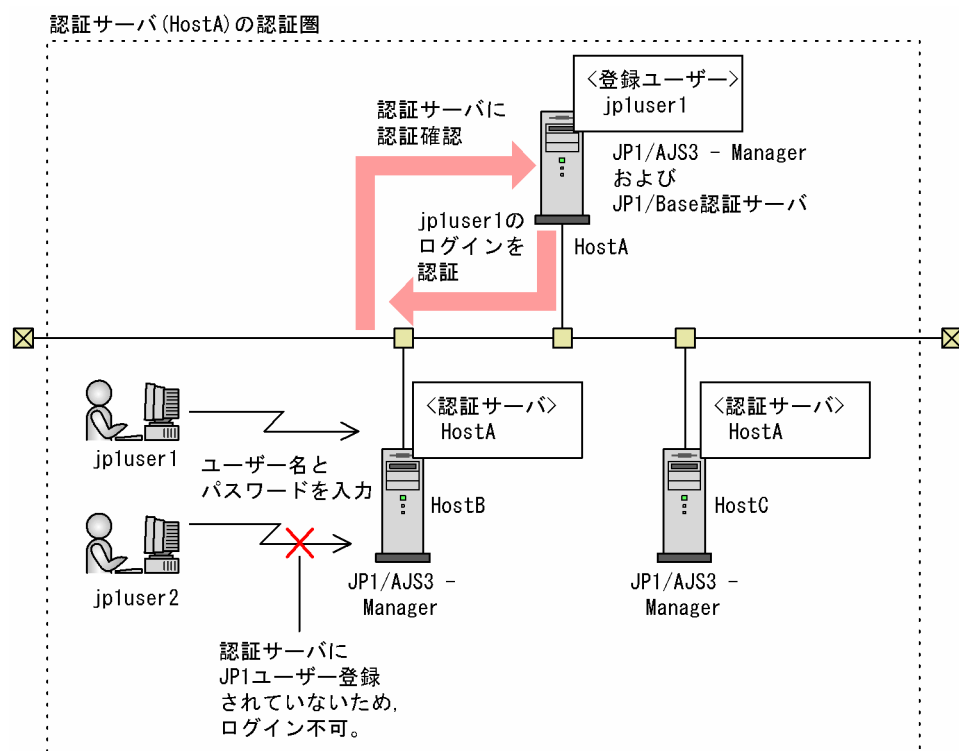 認証サーバ(HostA)の認証圏
<登録ユーザー>
jp1user1
認証サーバに
認証確認
JP1/AJS3 - Manager
および
JP1/Base認証サーバ
jp1user1の
ログインを
認証
HostA
<認証サーバ>
HostA
<認証サーバ>
HostA
jp1user1
ユーザー名と
パスワードを入力
HostB
HostC
jp1user2
JP1/AJS3 -
Manager
JP1/AJS3 -
Manager
認証サーバに
JP1ユーザー登録
されていないため,
ログイン不可。